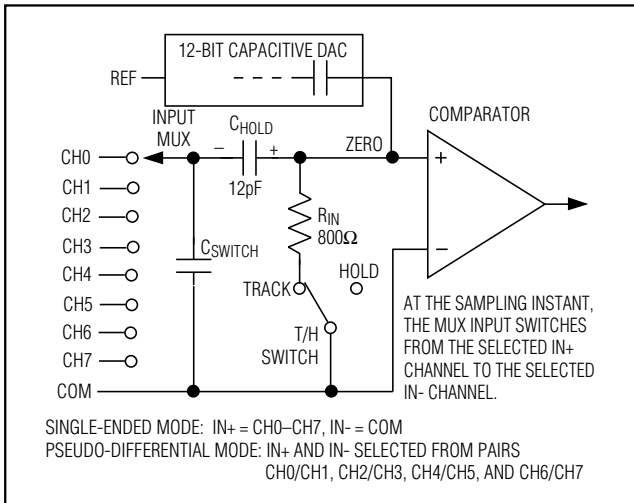 12-BIT CAPACITIVE DAC
REF
COMPARATOR
INPUT
MUX
CHOLD
ZERO
CH0
– +
+
CH1
12pF
CH2
RIN
800Ω
CH3
CSWITCH
–
HOLD
CH4
TRACK
CH5
AT THE SAMPLING INSTANT,
THE MUX INPUT SWITCHES
FROM THE SELECTED IN+
CHANNEL TO THE SELECTED
IN- CHANNEL.
CH6
T/H
SWITCH
CH7
COM
SINGLE-ENDED MODE: IN+ = CH0–CH7, IN- = COM
PSEUDO-DIFFERENTIAL MODE: IN+ AND IN- SELECTED FROM PAIRS
CH0/CH1, CH2/CH3, CH4/CH5, AND CH6/CH7